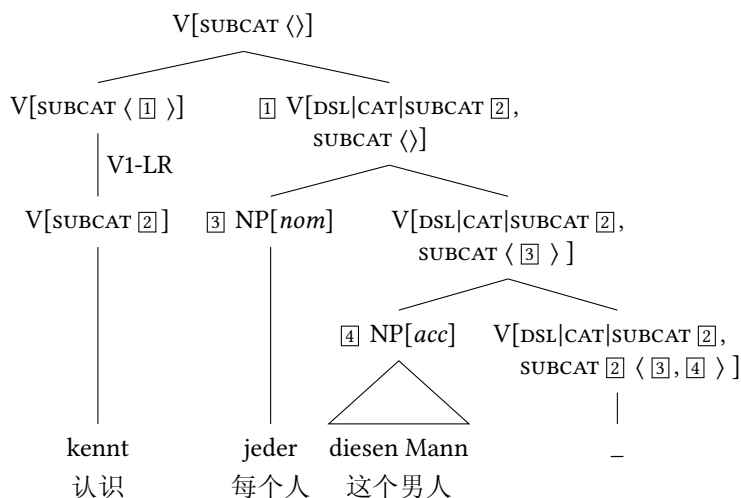 V[SUBCAT ⟨⟩]
V[SUBCAT ⟨ 1 ⟩] 1 V[DSL|CAT|SUBCAT 2,
SUBCAT ⟨⟩]
V1-LR
V[SUBCAT 2] 3 NP[nom] V[DSL|CAT|SUBCAT 2,
SUBCAT ⟨ 3 ⟩ ]
4 NP[acc] V[DSL|CAT|SUBCAT 2,
SUBCAT 2 ⟨ 3, 4 ⟩ ]
kennt jeder diesen Mann _
认识 每个人 这个男人